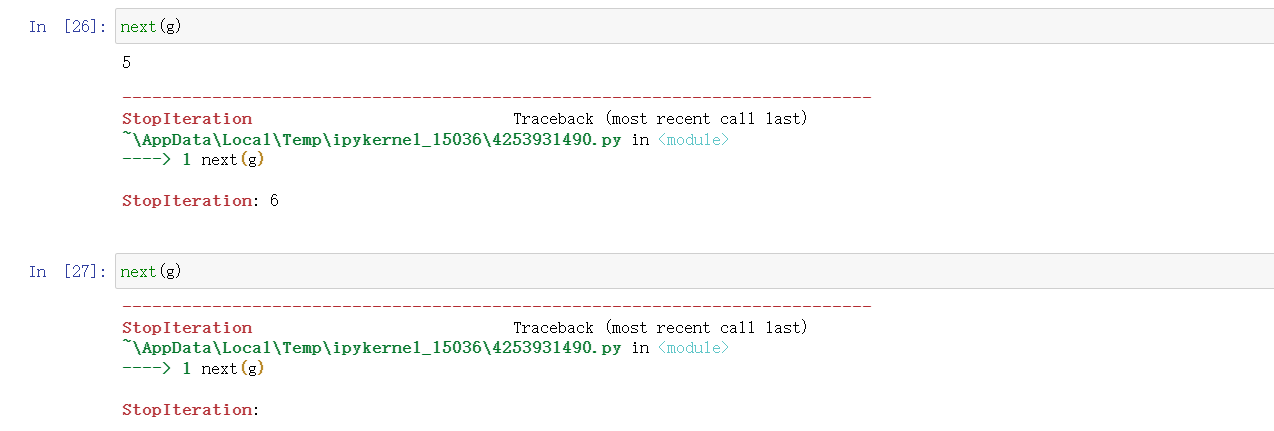 In [26]: next(g)
5
---------------------------------------------------------------------------
StopIteration Traceback (most recent call last)
~\AppData\Local\Temp\ipykernel_15036\4253931490.py in <module>
----> 1 next(g)
StopIteration: 6
In [27]: next(g)
---------------------------------------------------------------------------
StopIteration Traceback (most recent call last)
~\AppData\Local\Temp\ipykernel_15036\4253931490.py in <module>
----> 1 next(g)
StopIteration: